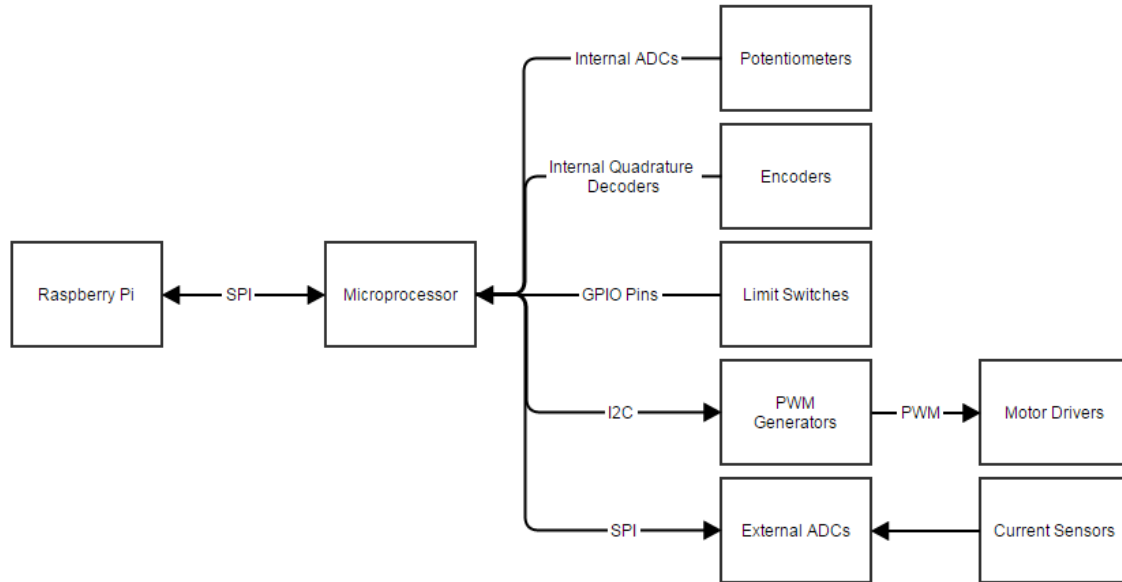 Internal ADCs
Potentiometers
Internal Quadrature
Decoders
Encoders
Raspberry Pi
SPI
Microprocessor
GPIO Pins
Limit Switches
I2C
PWM
Generators
PWM
Motor Drivers
SPI
External ADCs
Current Sensors